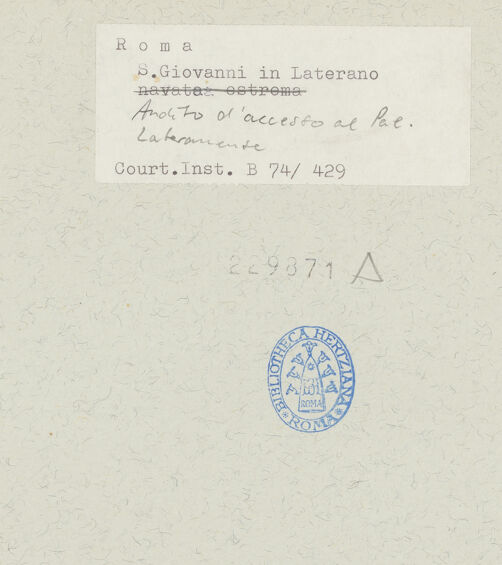 Roma
S.Giovanni in Laterano
navata estrema
Andito d'accesso al Pal.
Lateranense
Court.Inst. B 74/ 429
229871 A
BIBLIOTHECA HERTZIANA
ROMA
*ROMA*